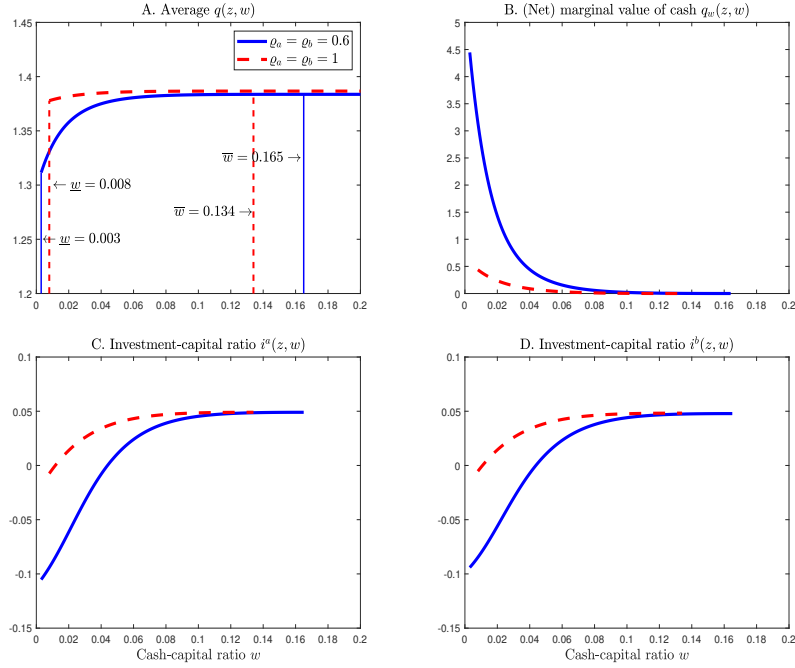 A. Average q(z, w)
1.45
1.4
1.35
1.3
1.25
1.2
0 0.02 0.04 0.06 0.08 0.1 0.12 0.14 0.16 0.18 0.2
ϱa = ϱb = 0.6
ϱa = ϱb = 1
w̅ = 0.165 →
← w̲ = 0.008
w̅ = 0.134 →
← w̲ = 0.003
B. (Net) marginal value of cash qw(z, w)
5
4.5
4
3.5
3
2.5
2
1.5
1
0.5
0
0 0.02 0.04 0.06 0.08 0.1 0.12 0.14 0.16 0.18 0.2
C. Investment-capital ratio iᵃ(z, w)
0.1
0.05
0
-0.05
-0.1
-0.15
0 0.02 0.04 0.06 0.08 0.1 0.12 0.14 0.16 0.18 0.2
Cash-capital ratio w
D. Investment-capital ratio iᵇ(z, w)
0.1
0.05
0
-0.05
-0.1
-0.15
0 0.02 0.04 0.06 0.08 0.1 0.12 0.14 0.16 0.18 0.2
Cash-capital ratio w